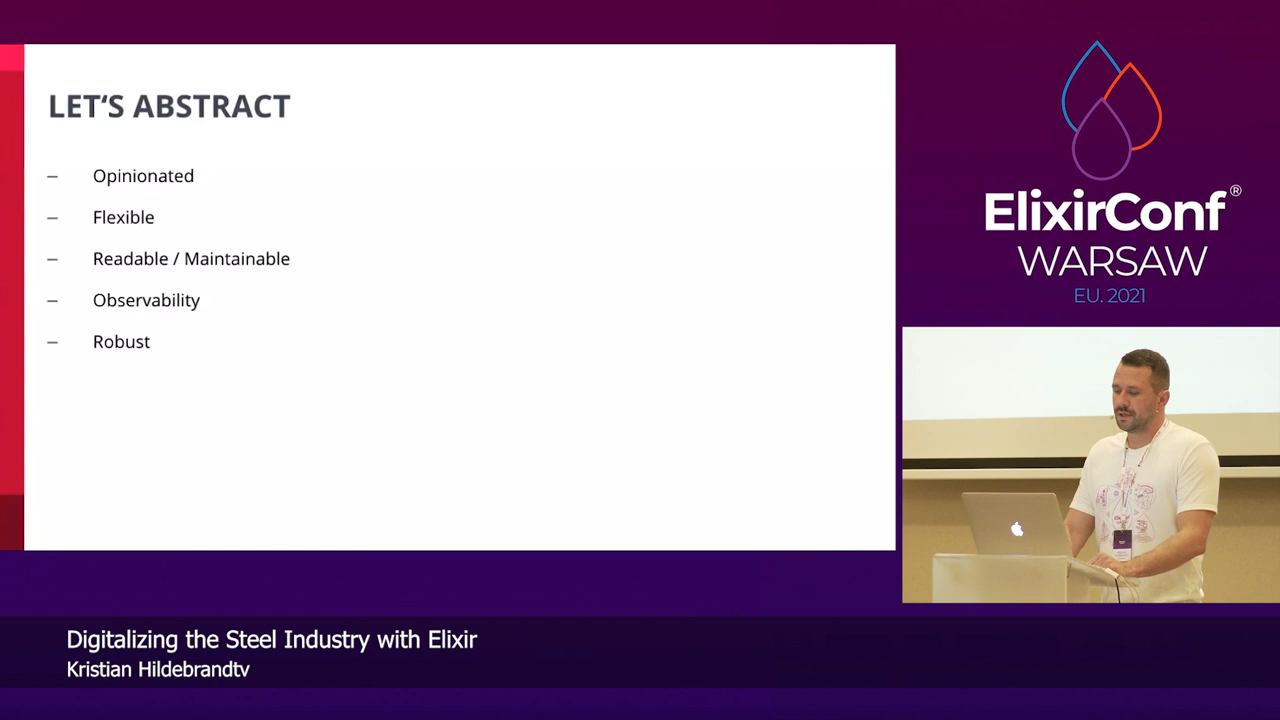 LET‘S ABSTRACT
– Opinionated
– Flexible
– Readable / Maintainable
– Observability
– Robust
ElixirConf®
WARSAW
EU. 2021
Digitalizing the Steel Industry with Elixir
Kristian Hildebrandtv